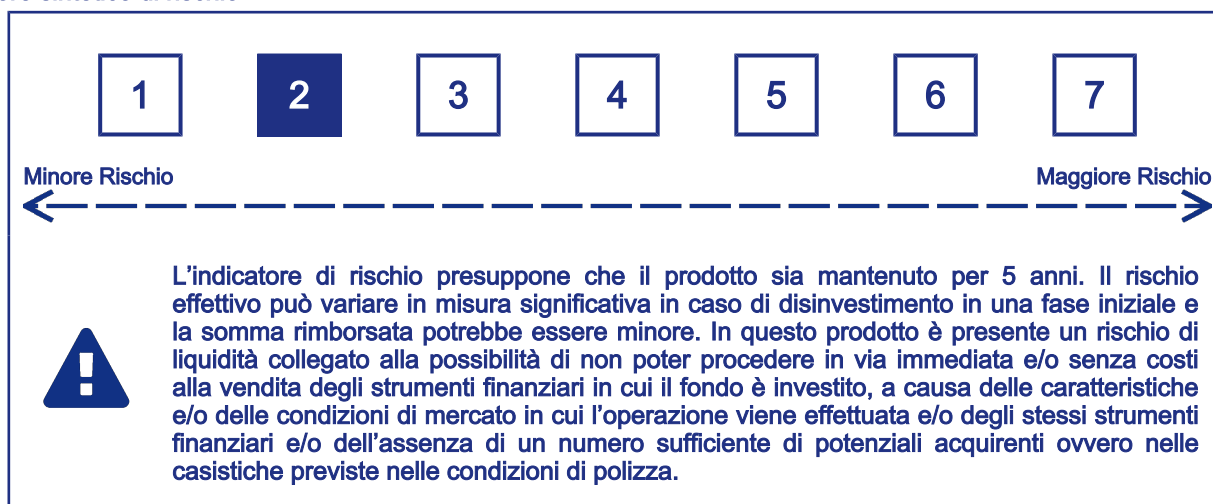 1 2 3 4 5 6 7
Minore Rischio Maggiore Rischio
L'indicatore di rischio presuppone che il prodotto sia mantenuto per 5 anni. Il rischio
effettivo può variare in misura significativa in caso di disinvestimento in una fase iniziale e
la somma rimborsata potrebbe essere minore. In questo prodotto è presente un rischio di
liquidità collegato alla possibilità di non poter procedere in via immediata e/o senza costi
alla vendita degli strumenti finanziari in cui il fondo è investito, a causa delle caratteristiche
e/o delle condizioni di mercato in cui l'operazione viene effettuata e/o degli stessi strumenti
finanziari e/o dell'assenza di un numero sufficiente di potenziali acquirenti ovvero nelle
casistiche previste nelle condizioni di polizza.